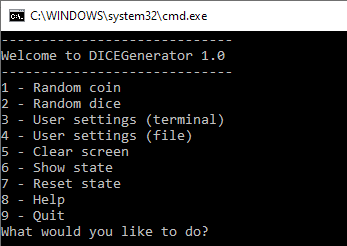 C:\WINDOWS\system32\cmd.exe
-----------------------------
Welcome to DICEGenerator 1.0
-----------------------------
1 - Random coin
2 - Random dice
3 - User settings (terminal)
4 - User settings (file)
5 - Clear screen
6 - Show state
7 - Reset state
8 - Help
9 - Quit
What would you like to do?